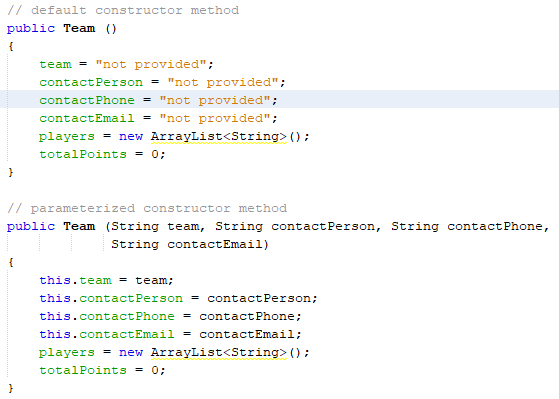 // default constructor method
public Team ()
{
team = "not provided";
contactPerson = "not provided";
contactPhone = "not provided";
contactEmail = "not provided";
players = new ArrayList<String>();
totalPoints = 0;
}
// parameterized constructor method
public Team (String team, String contactPerson, String contactPhone,
String contactEmail)
{
this.team = team;
this.contactPerson = contactPerson;
this.contactPhone = contactPhone;
this.contactEmail = contactEmail;
players = new ArrayList<String>();
totalPoints = 0;
}